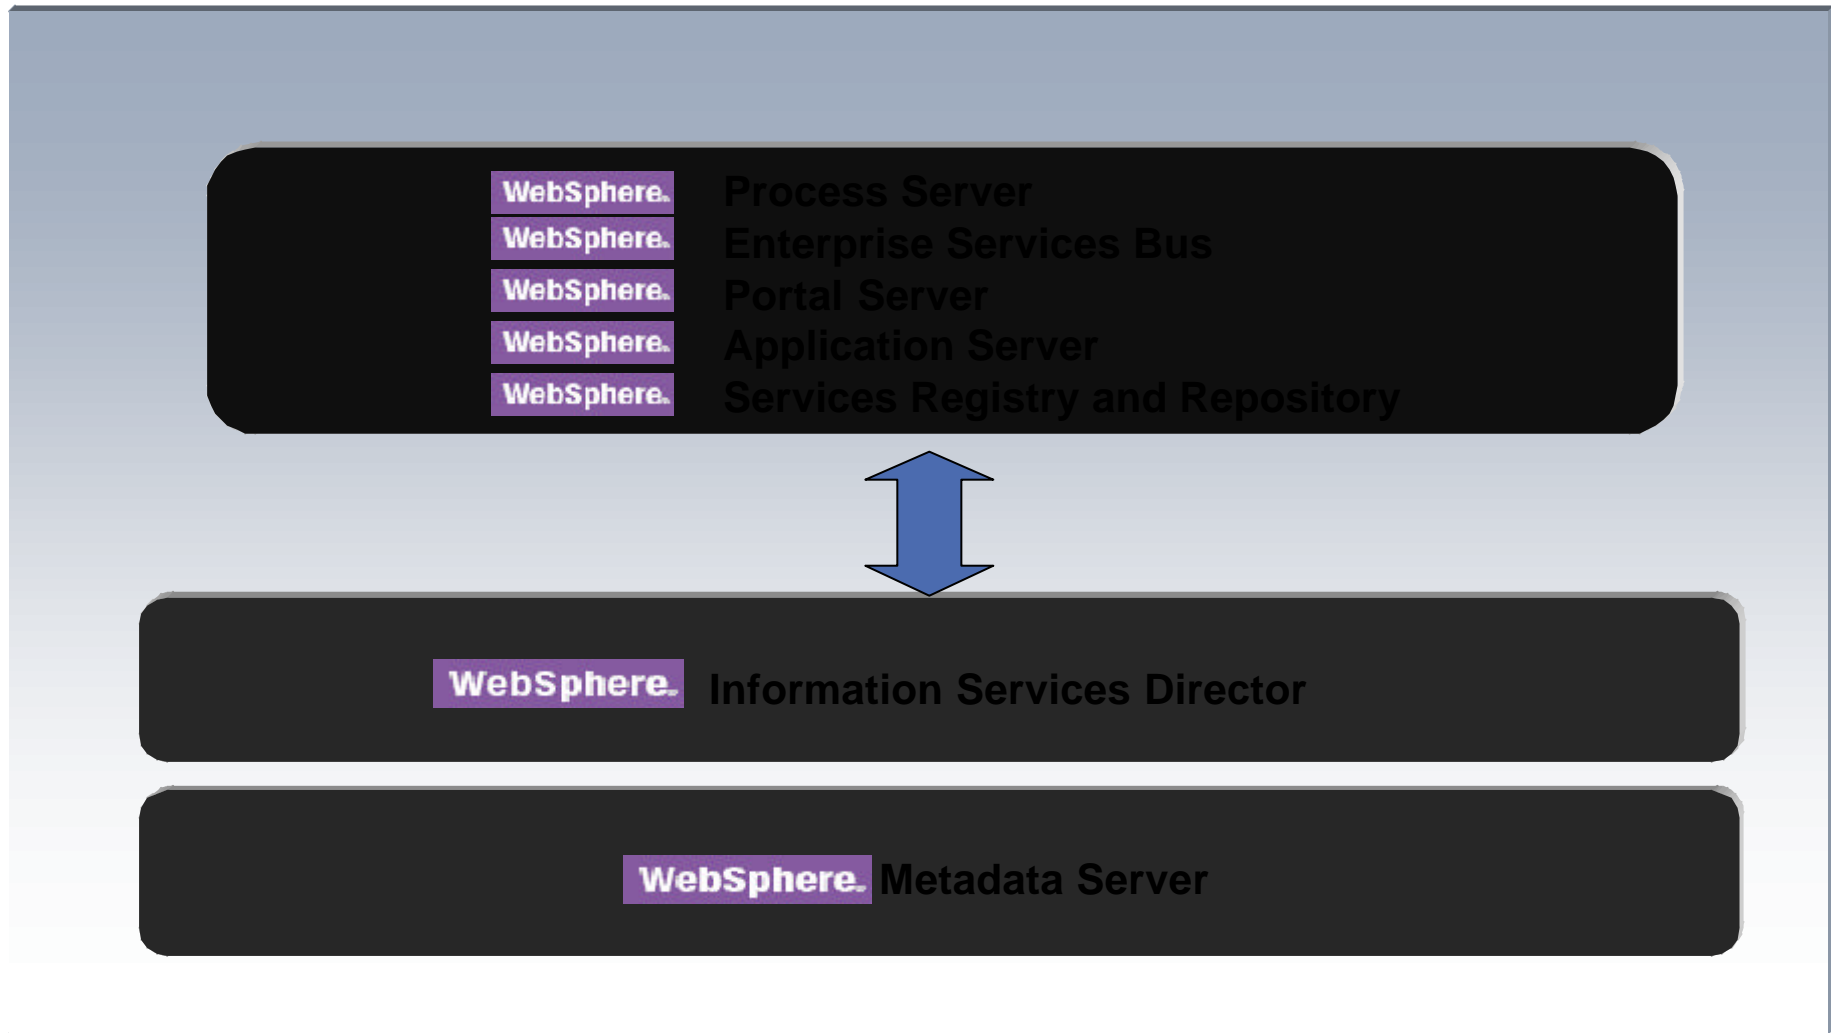 WebSphere. Process Server
WebSphere. Enterprise Services Bus
WebSphere. Portal Server
WebSphere. Application Server
WebSphere. Services Registry and Repository
WebSphere. Information Services Director
WebSphere. Metadata Server